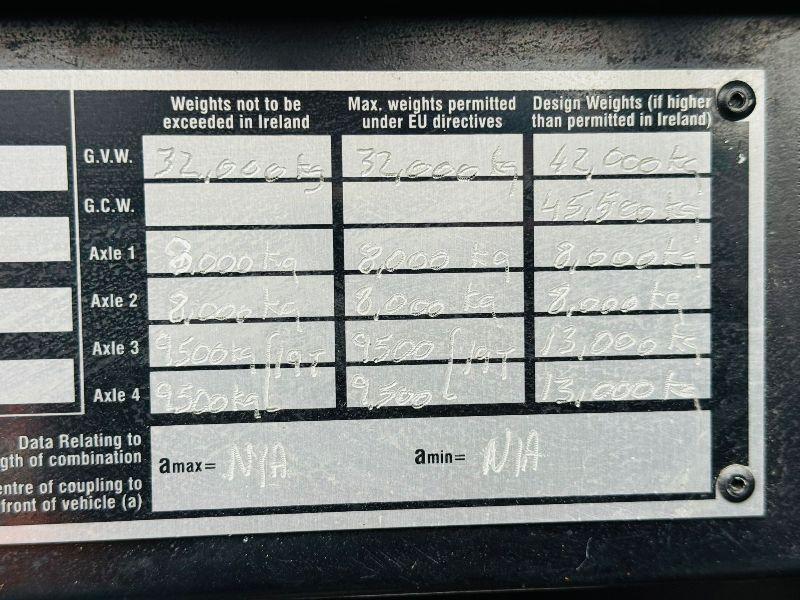 Weights not to be exceeded in Ireland
Max. weights permitted under EU directives
Design Weights (if higher than permitted in Ireland)
G.V.W. 32,000kg 32,000kg 42,000kg
G.C.W. 45,500kg
Axle 1 8,000kg 8,000 kg 8,000kg
Axle 2 8,000kg 8,000kg 8,000kg
Axle 3 9500kg [19T 9500 [19T 13,000kg
Axle 4 9500kg 9,500 13,000kg
Data Relating to
gth of combination
entre of coupling to
front of vehicle (a)
amax= N/A amin= N/A